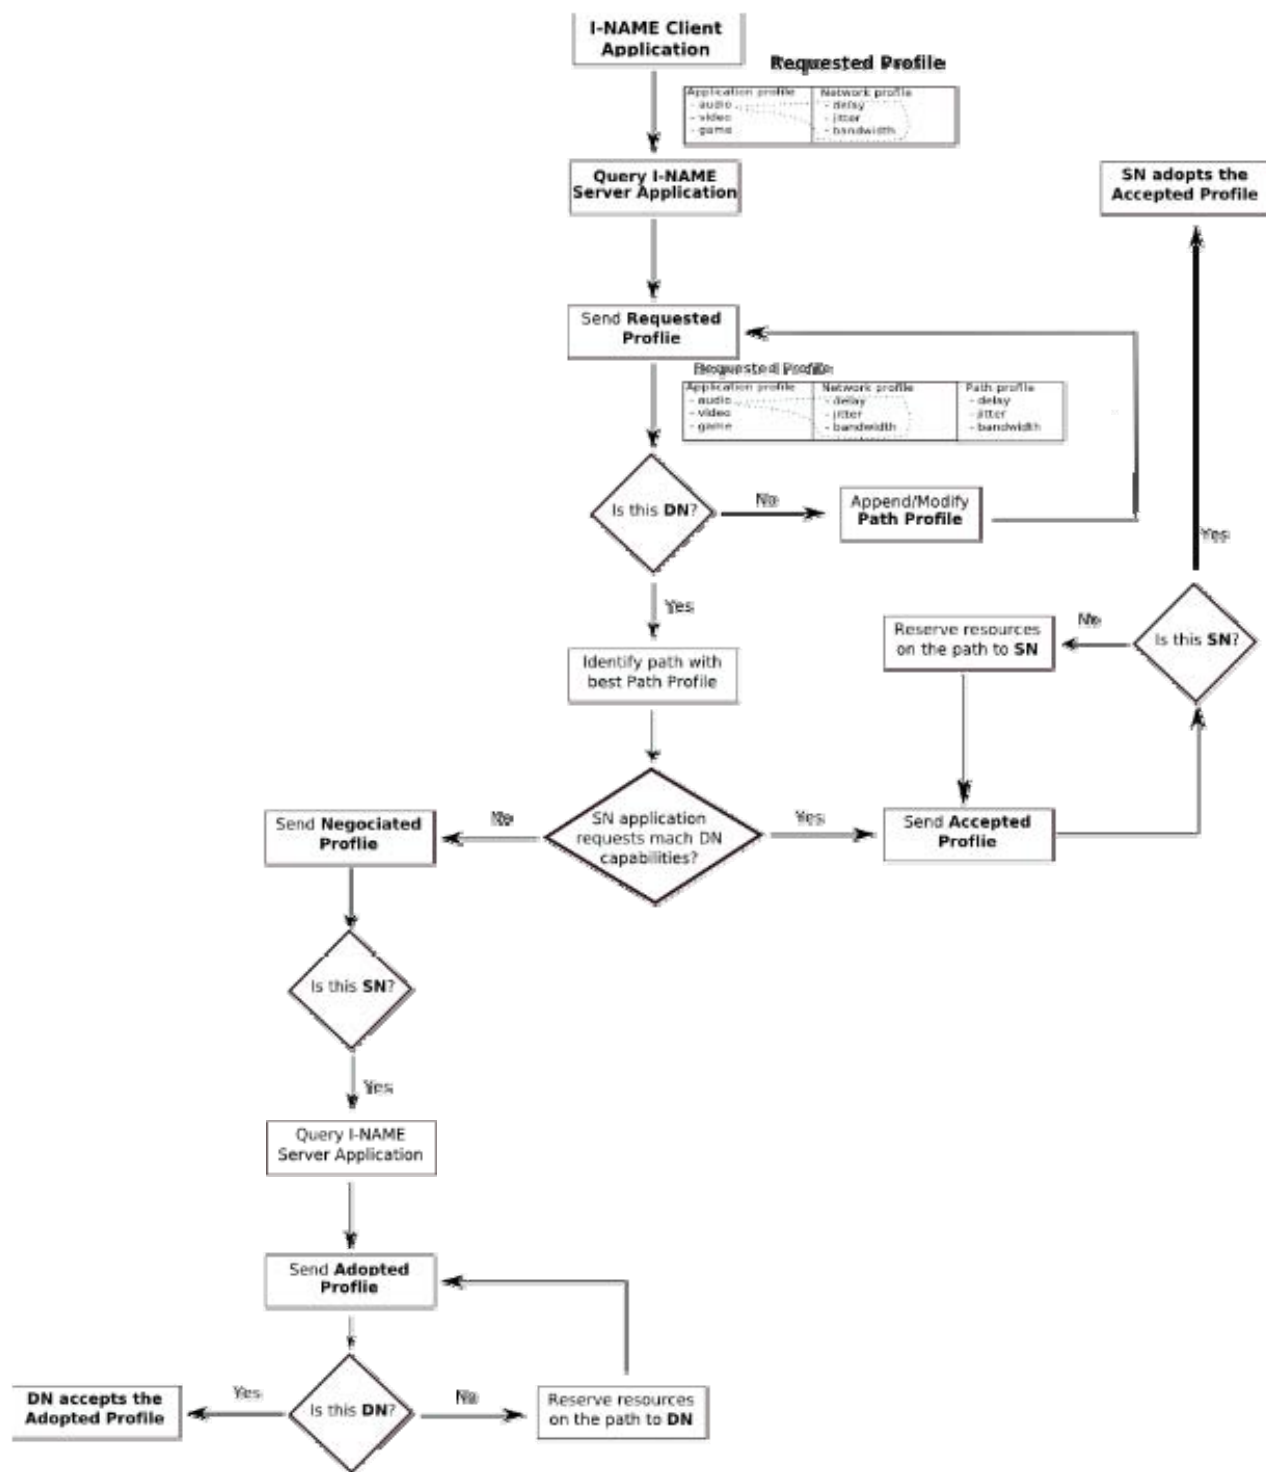 I-NAME Client
Application
Requested Profile
Application profile
- audio
- video
- game
Network profile
- delay
- jitter
- bandwidth
Query I-NAME
Server Application
SN adopts the
Accepted Profile
Send Requested
Proflie
Requested Profile
Application profile
- audio
- video
- game
Network profile
- delay
- jitter
- bandwidth
Path profile
- delay
- jitter
- bandwidth
Is this DN?
No
Append/Modify
Path Profile
Yes
Yes
Identify path with
best Path Profile
Reserve resources
on the path to SN
No
Is this SN?
Send Negociated
Proflie
No
SN application
requests mach DN
capabilities?
Yes
Send Accepted
Proflie
Is this SN?
Yes
Query I-NAME
Server Application
Send Adopted
Proflie
DN accepts the
Adopted Profile
Yes
Is this DN?
No
Reserve resources
on the path to DN